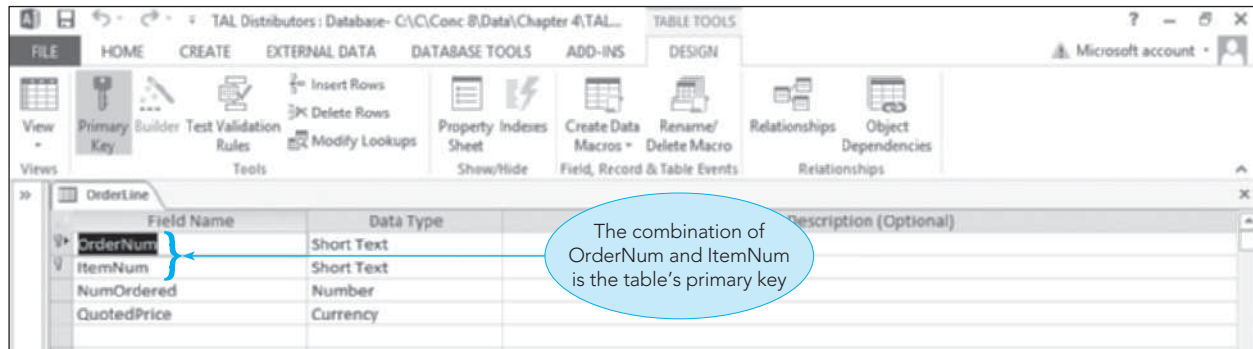 TAL Distributors : Database- C:\C\Conc 8\Data\Chapter 4\TAL...
TABLE TOOLS
FILE HOME CREATE EXTERNAL DATA DATABASE TOOLS ADD-INS DESIGN
Microsoft account
View
Primary Key
Builder
Test Validation Rules
Insert Rows
Delete Rows
Modify Lookups
Property Sheet
Indexes
Create Data Macros
Rename/ Delete Macro
Relationships
Object Dependencies
Views
Tools
Show/Hide
Field, Record & Table Events
Relationships
OrderLine
Field Name Data Type Description (Optional)
OrderNum Short Text
ItemNum Short Text
NumOrdered Number
QuotedPrice Currency
The combination of
OrderNum and ItemNum
is the table's primary key